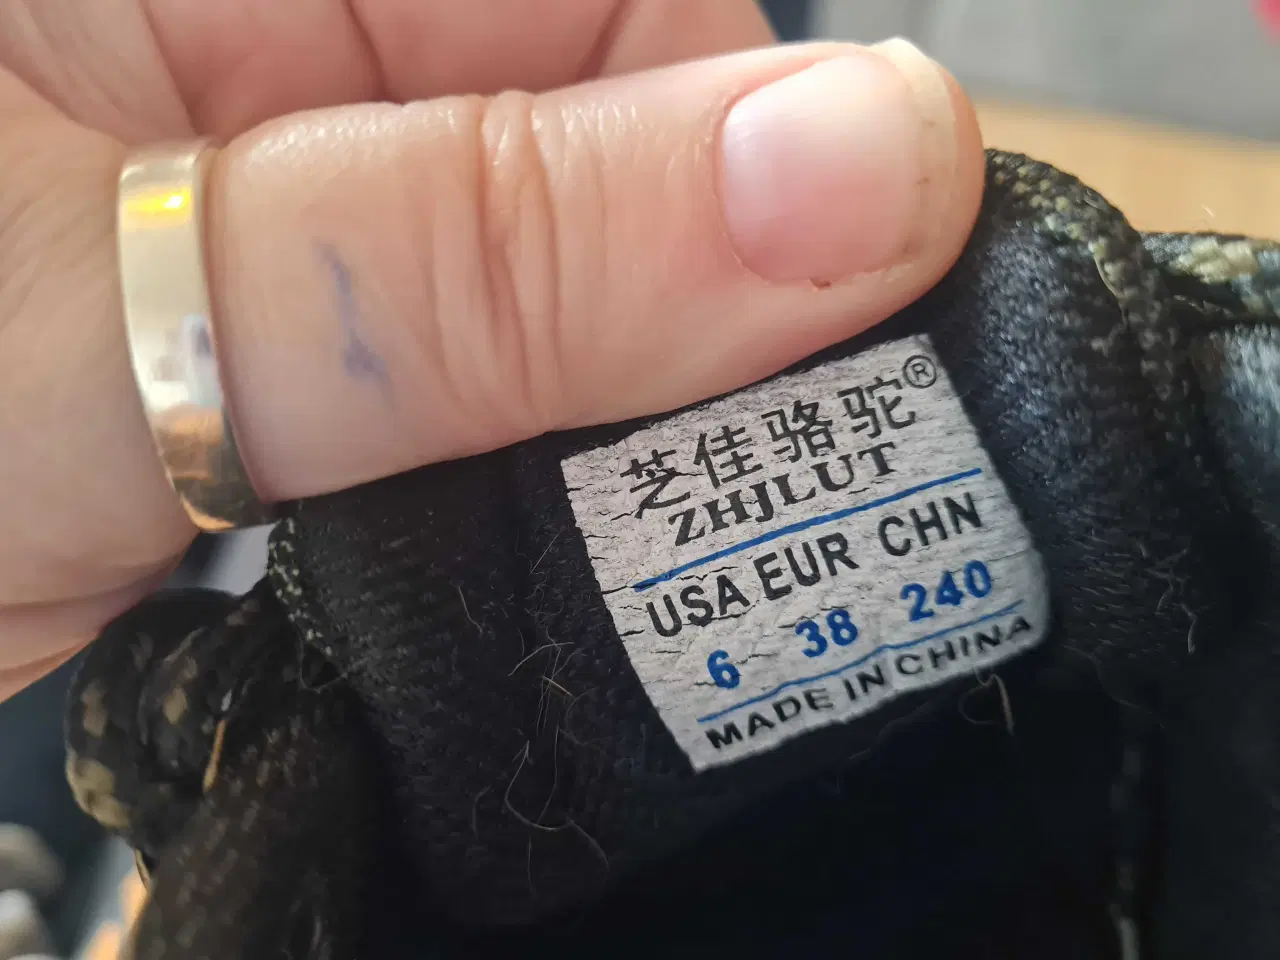 芝佳骆驼®
ZHJLUT
USA EUR CHN
6 38 240
MADE IN CHINA